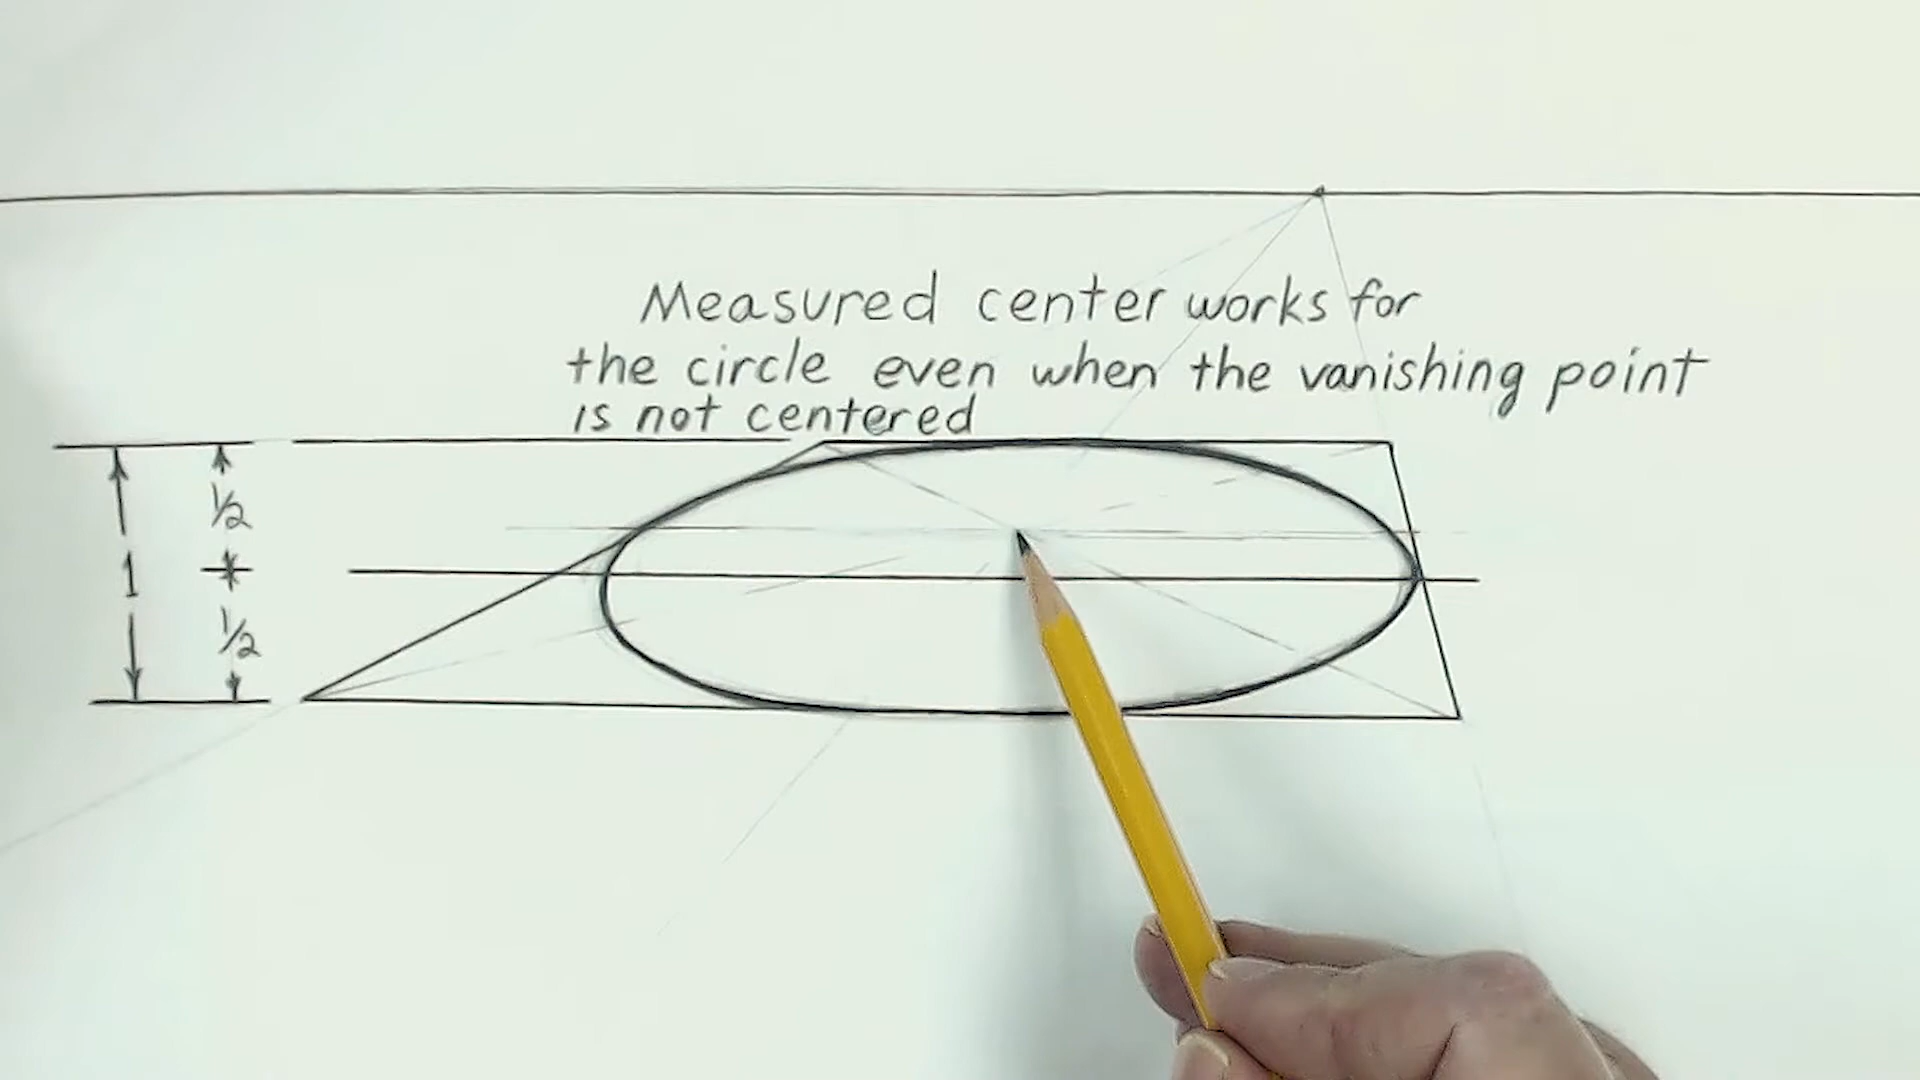 Measured center works for
the circle even when the vanishing point
is not centered
1/2
1
1/2